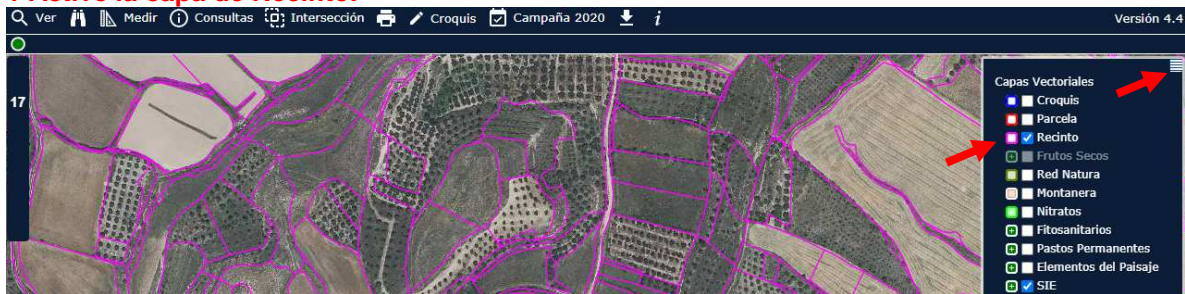 Ver Medir Consultas Intersección Croquis Campaña 2020 i Versión 4.4
17
Capas Vectoriales
Croquis
Parcela
Recinto
Frutos Secos
Red Natura
Montanera
Nitratos
Fitosanitarios
Pastos Permanentes
Elementos del Paisaje
SIE